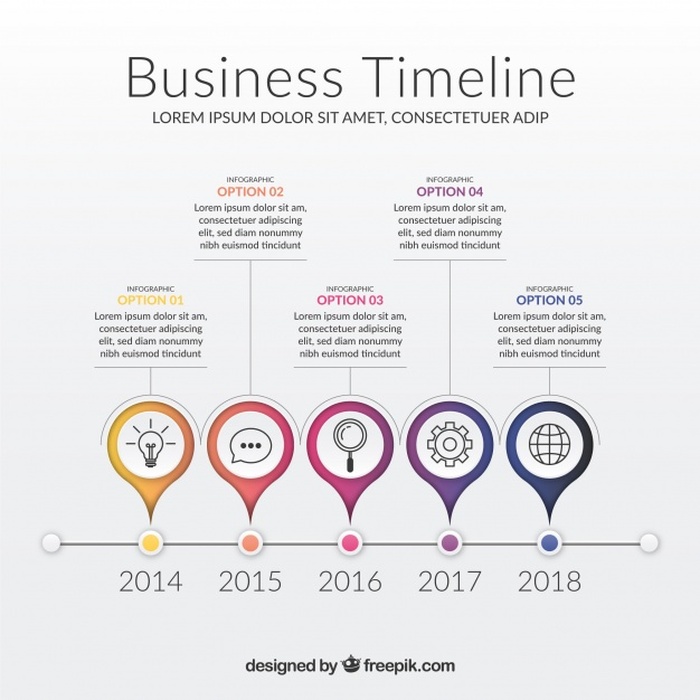 Business Timeline
LOREM IPSUM DOLOR SIT AMET, CONSECTETUER ADIP
INFOGRAPHIC
OPTION 02
Lorem ipsum dolor sit am,
consectetuer adipiscing
elit, sed diam nonummy
nibh euismod tincidunt
INFOGRAPHIC
OPTION 04
Lorem ipsum dolor sit am,
consectetuer adipiscing
elit, sed diam nonummy
nibh euismod tincidunt
INFOGRAPHIC
OPTION 01
Lorem ipsum dolor sit am,
consectetuer adipiscing
elit, sed diam nonummy
nibh euismod tincidunt
INFOGRAPHIC
OPTION 03
Lorem ipsum dolor sit am,
consectetuer adipiscing
elit, sed diam nonummy
nibh euismod tincidunt
INFOGRAPHIC
OPTION 05
Lorem ipsum dolor sit am,
consectetuer adipiscing
elit, sed diam nonummy
nibh euismod tincidunt
2014 2015 2016 2017 2018
designed by freepik.com